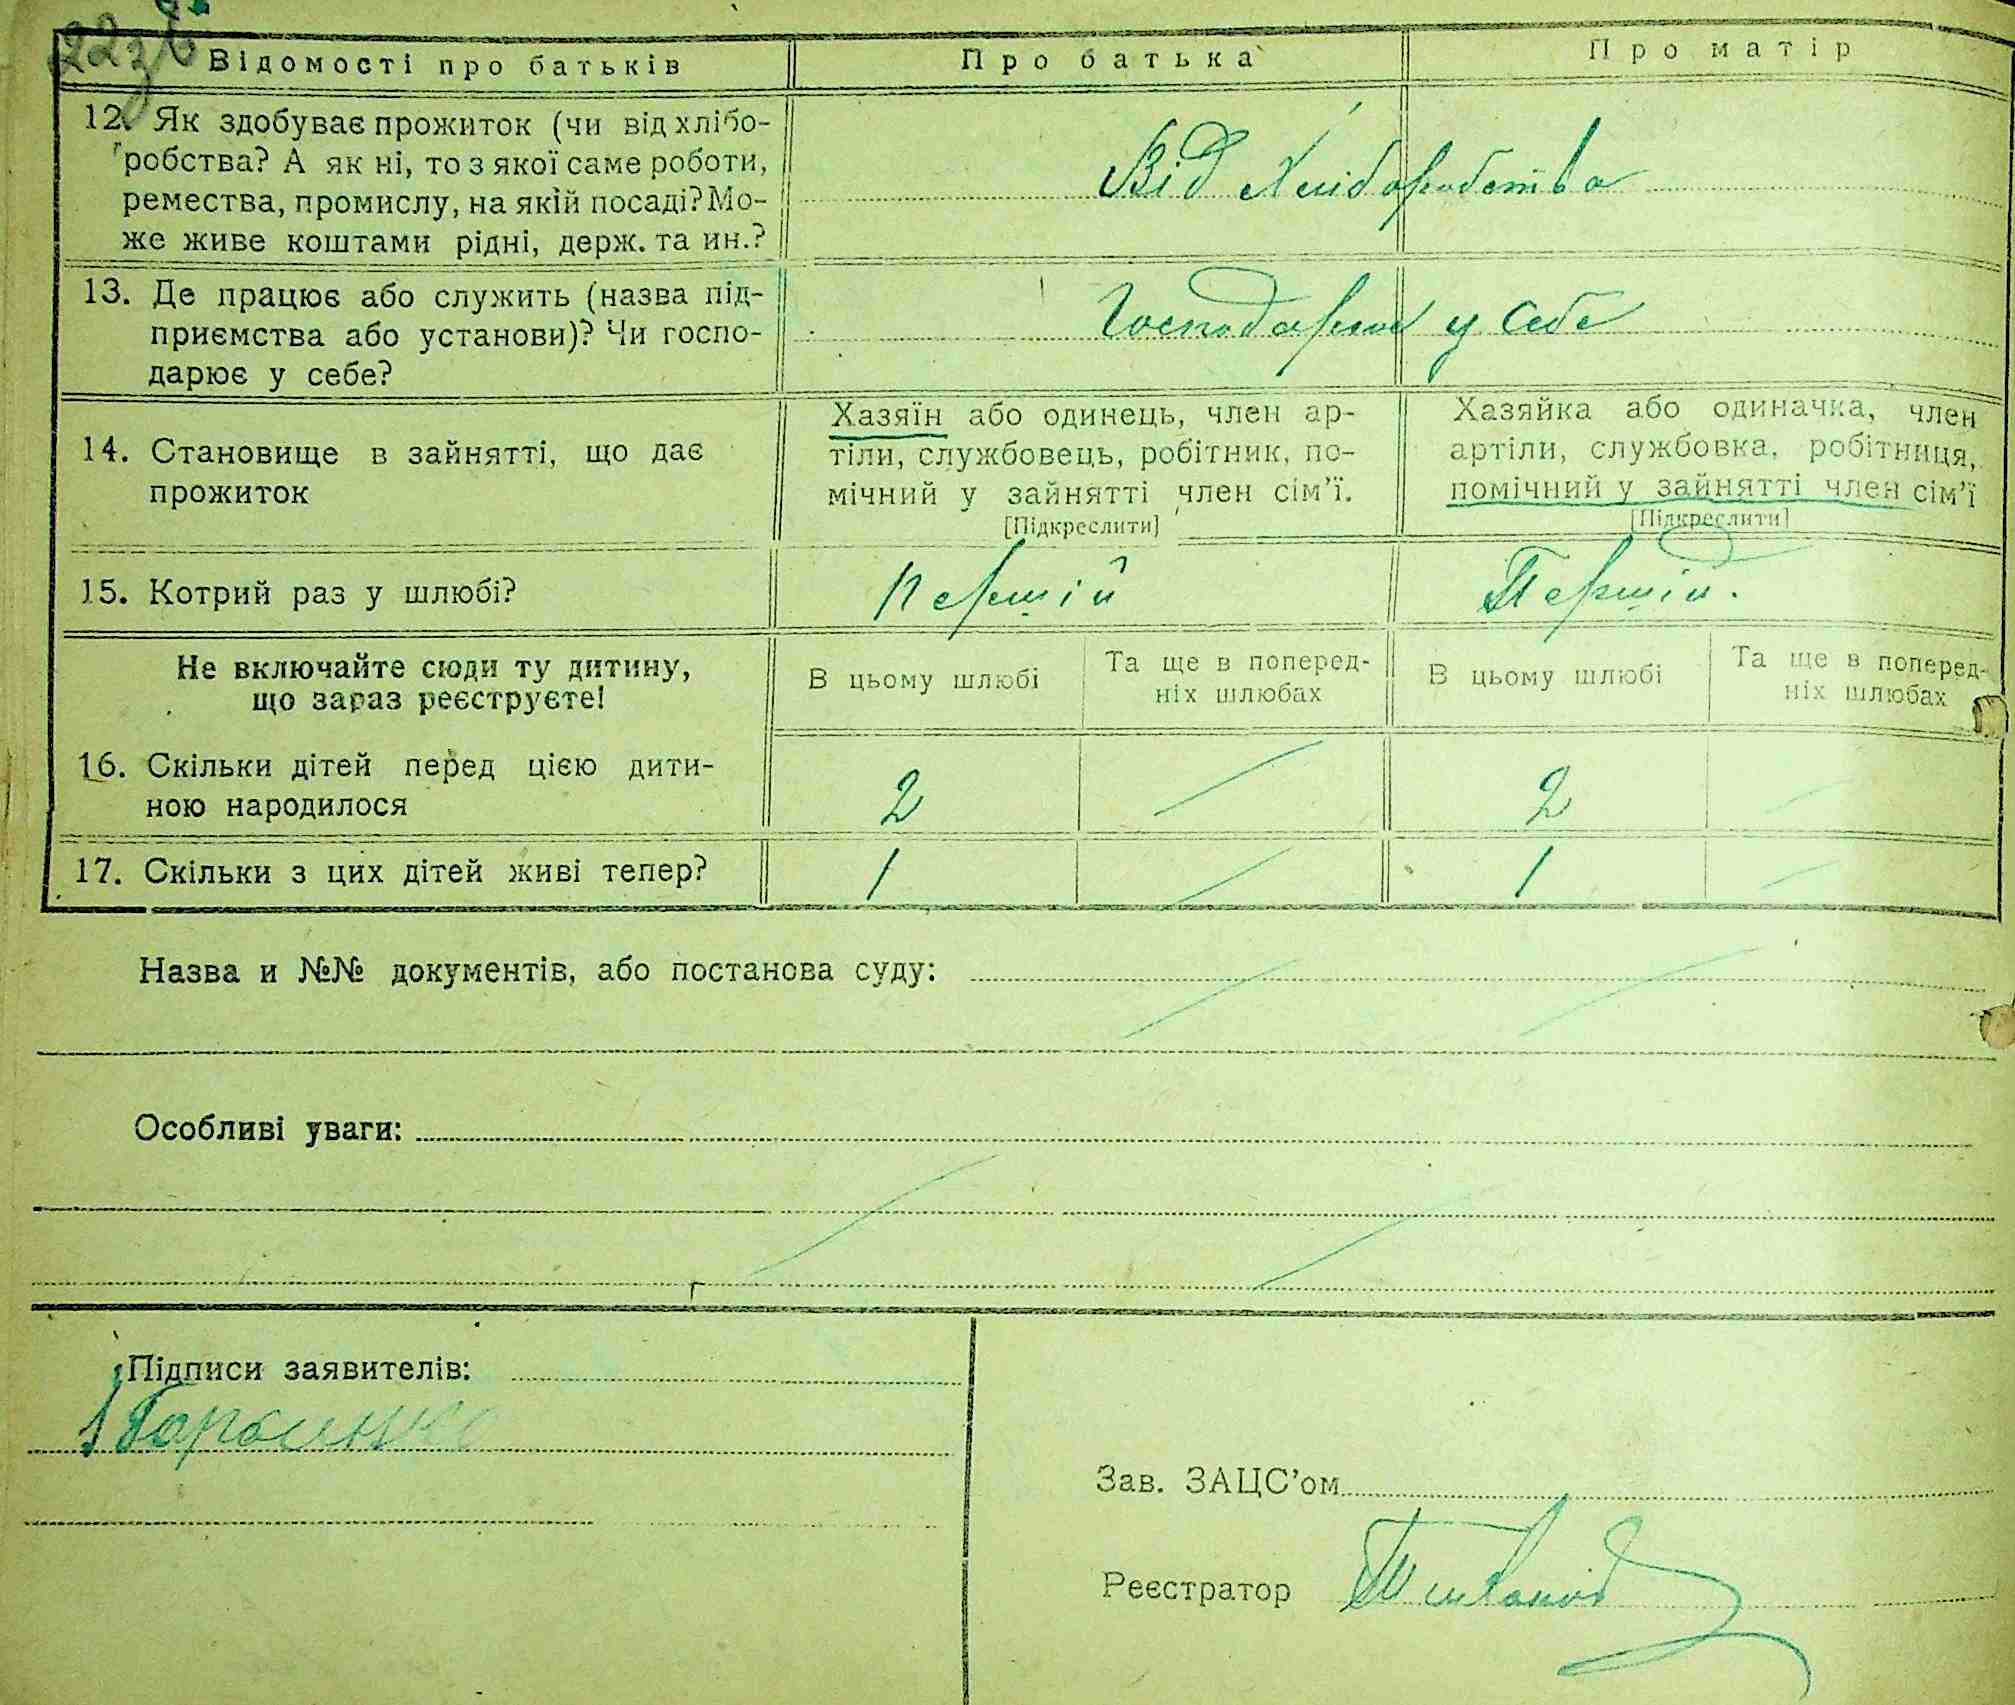 Відомості про батьків Про батька Про матір
12. Як здобуває прожиток (чи від хлібо-
робства? А як ні, то з якої саме роботи,
ремества, промислу, на якій посаді? Мо-
же живе коштами рідні, держ. та ин.?
Від Хліборобства
13. Де працює або служить (назва під-
приємства або установи)? Чи госпо-
дарює у себе?
у себе
14. Становище в зайнятті, що дає
прожиток
Хазяїн або одинець, член ар-
тіли, службовець, робітник, по-
мічний у зайнятті член сім'ї.
[Підкреслити]
Хазяйка або одиначка, член
артіли, службовка, робітниця,
помічний у зайнятті член сім'ї
[Підкреслити]
15. Котрий раз у шлюбі? Першій Першій.
Не включайте сюди ту дитину,
що зараз реєструєте!
В цьому шлюбі
Та ще в поперед-
ніх шлюбах
В цьому шлюбі
Та ще в поперед-
ніх шлюбах
16. Скільки дітей перед цією дити-
ною народилося
2 2
17. Скільки з цих дітей живі тепер? 1 1
Назва и №№ документів, або постанова суду:
Особливі уваги:
Підписи заявителів:
Зав. ЗАЦС'ом
Реєстратор